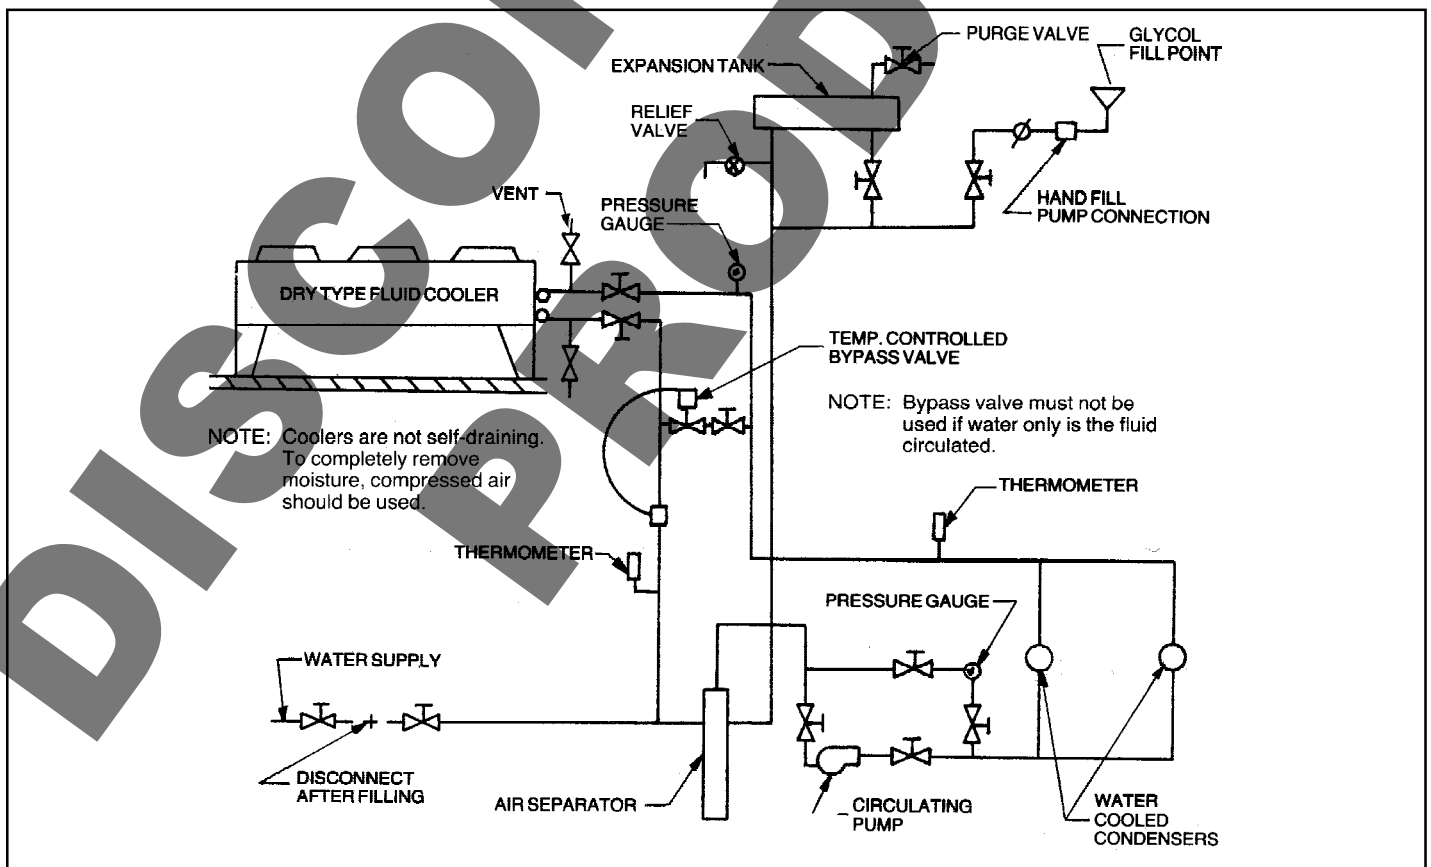 PURGE VALVE
GLYCOL
FILL POINT
EXPANSION TANK
RELIEF
VALVE
VENT
PRESSURE
GAUGE
HAND FILL
PUMP CONNECTION
DRY TYPE FLUID COOLER
TEMP. CONTROLLED
BYPASS VALVE
NOTE: Bypass valve must not be
used if water only is the fluid
circulated.
NOTE: Coolers are not self-draining.
To completely remove
moisture, compressed air
should be used.
THERMOMETER
THERMOMETER
PRESSURE GAUGE
WATER SUPPLY
DISCONNECT
AFTER FILLING
AIR SEPARATOR
CIRCULATING
PUMP
WATER
COOLED
CONDENSERS
DISCO
PROD